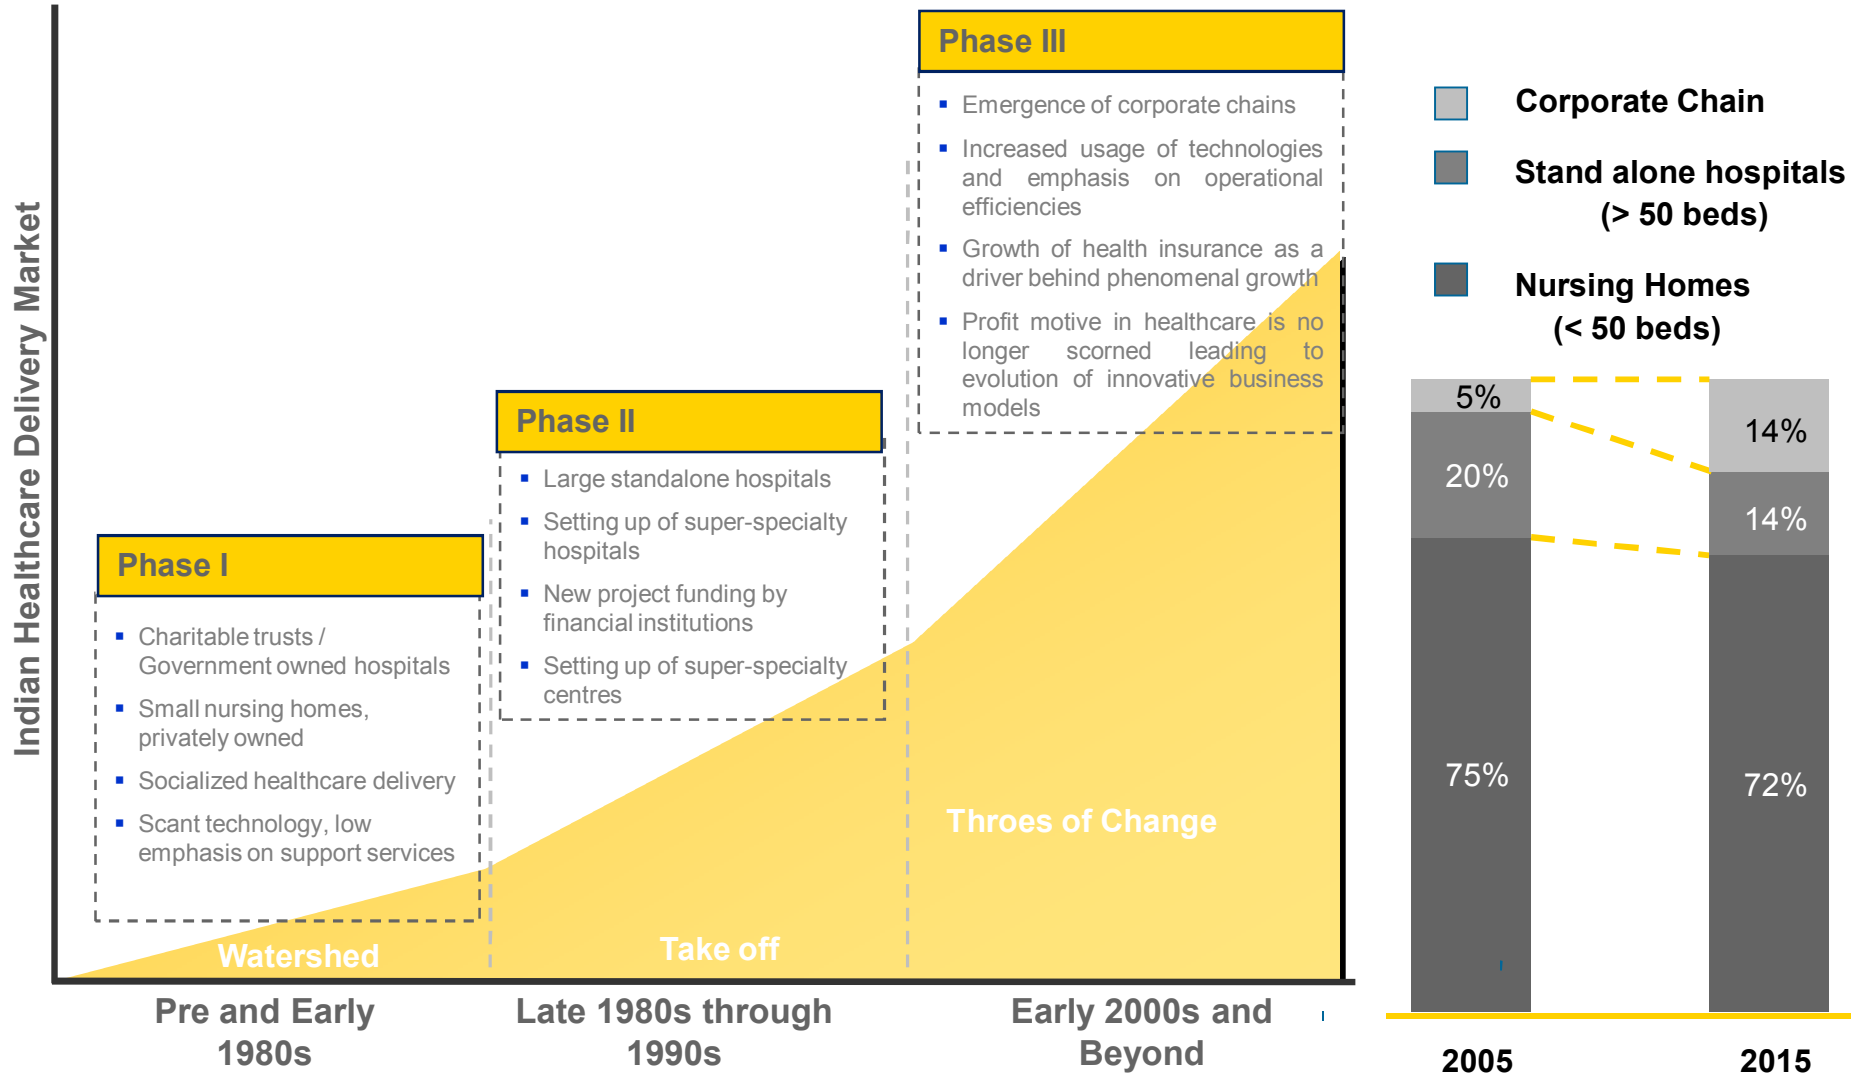 Indian Healthcare Delivery Market
Phase I
Charitable trusts /
Government owned hospitals
Small nursing homes,
privately owned
Socialized healthcare delivery
Scant technology, low
emphasis on support services
Watershed
Pre and Early
1980s
Phase II
Large standalone hospitals
Setting up of super-specialty
hospitals
New project funding by
financial institutions
Setting up of super-specialty
centres
Take off
Late 1980s through
1990s
Phase III
Emergence of corporate chains
Increased usage of technologies
and emphasis on operational
efficiencies
Growth of health insurance as a
driver behind phenomenal growth
Profit motive in healthcare is no
longer scorned leading to
evolution of innovative business
models
Throes of Change
Early 2000s and
Beyond
Corporate Chain
Stand alone hospitals
(> 50 beds)
Nursing Homes
(< 50 beds)
5%
20%
75%
2005
14%
14%
72%
2015